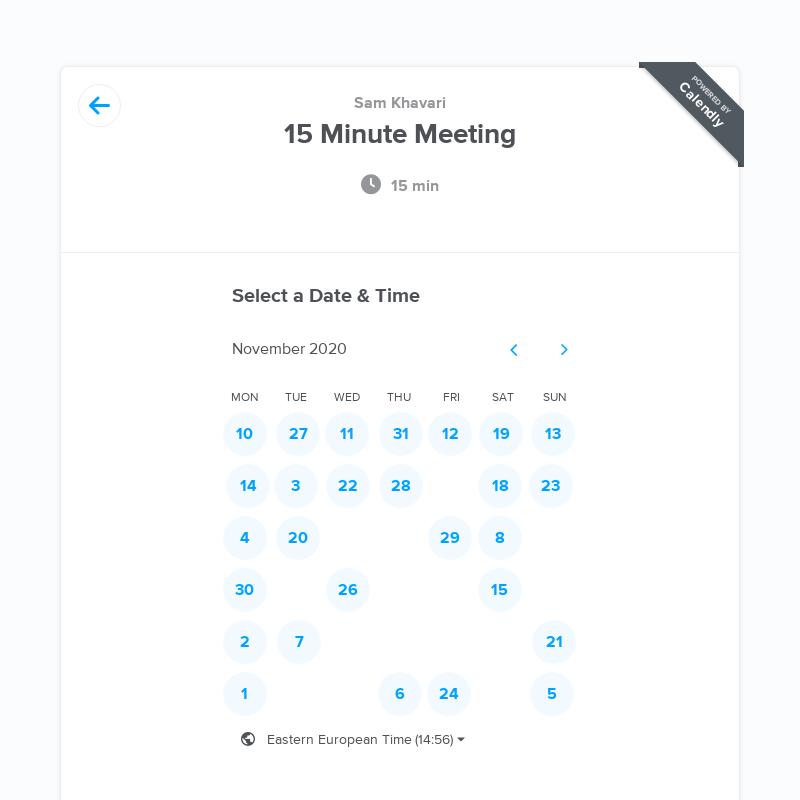 POWERED BY
Calendly
Sam Khavari
15 Minute Meeting
15 min
Select a Date & Time
November 2020
MON TUE WED THU FRI SAT SUN
10 27 11 31 12 19 13
14 3 22 28 18 23
4 20 29 8
30 26 15
2 7 21
1 6 24 5
Eastern European Time (14:56)